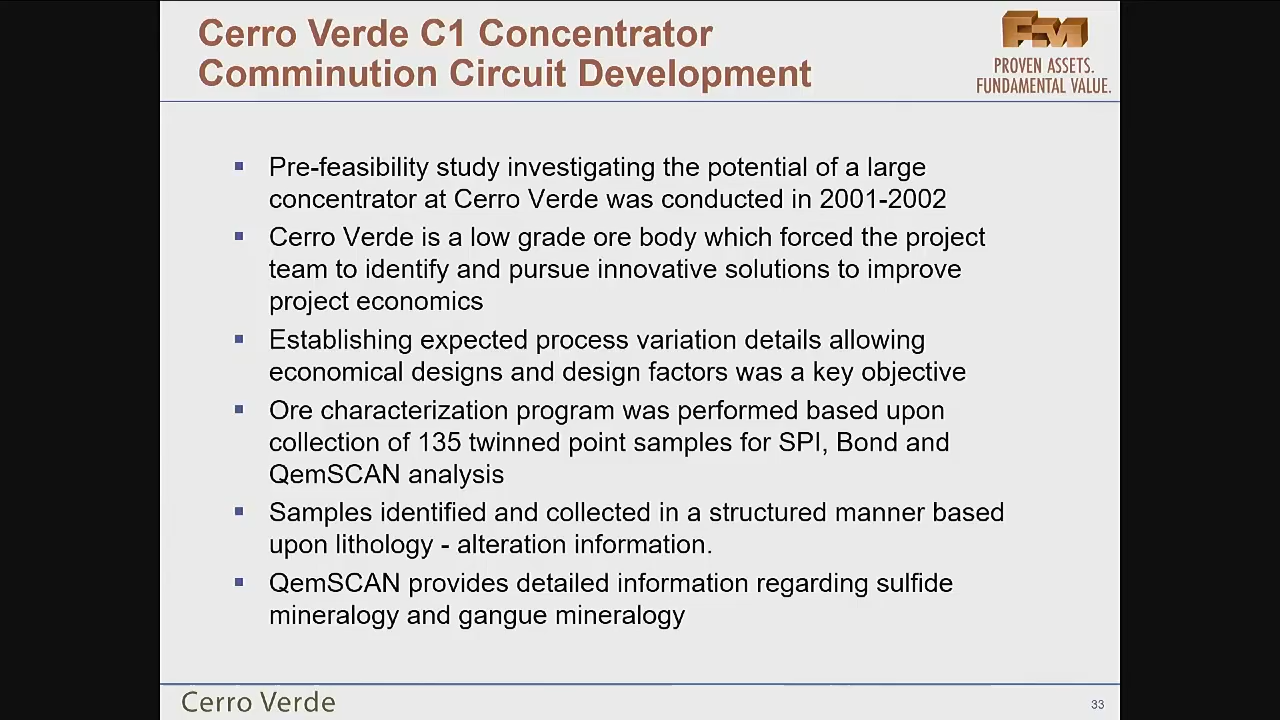 Cerro Verde C1 Concentrator
Comminution Circuit Development
FM
PROVEN ASSETS.
FUNDAMENTAL VALUE.
▪ Pre-feasibility study investigating the potential of a large
concentrator at Cerro Verde was conducted in 2001-2002
▪ Cerro Verde is a low grade ore body which forced the project
team to identify and pursue innovative solutions to improve
project economics
▪ Establishing expected process variation details allowing
economical designs and design factors was a key objective
▪ Ore characterization program was performed based upon
collection of 135 twinned point samples for SPI, Bond and
QemSCAN analysis
▪ Samples identified and collected in a structured manner based
upon lithology - alteration information.
▪ QemSCAN provides detailed information regarding sulfide
mineralogy and gangue mineralogy
Cerro Verde
33